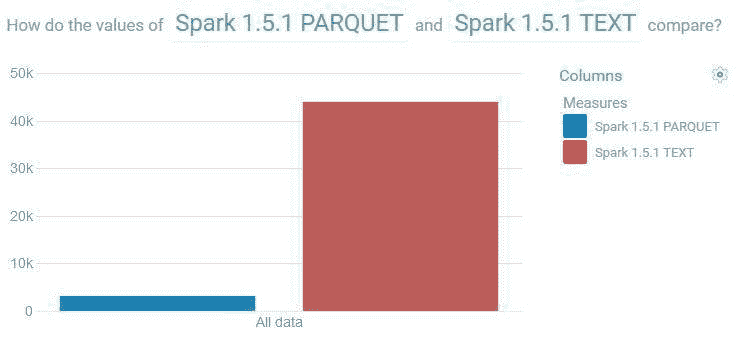 How do the values of Spark 1.5.1 PARQUET and Spark 1.5.1 TEXT compare?
50k
40k
30k
20k
10k
0
All data
Columns
Measures
Spark 1.5.1 PARQUET
Spark 1.5.1 TEXT